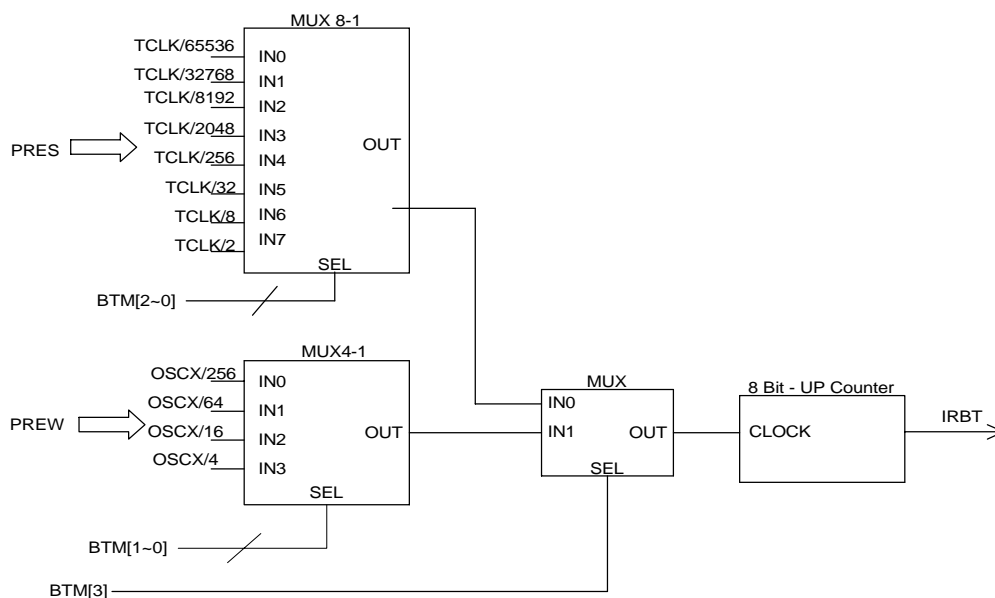 MUX 8-1
TCLK/65536
IN0
TCLK/32768
IN1
TCLK/8192
IN2
TCLK/2048
IN3
PRES
OUT
TCLK/256
IN4
TCLK/32
IN5
TCLK/8
IN6
TCLK/2
IN7
SEL
BTM[2~0]
MUX4-1
OSCX/256
IN0
OSCX/64
IN1
PREW
OSCX/16
IN2
OUT
OSCX/4
IN3
SEL
BTM[1~0]
MUX
IN0
IN1
OUT
SEL
8 Bit - UP Counter
CLOCK
IRBT
BTM[3]